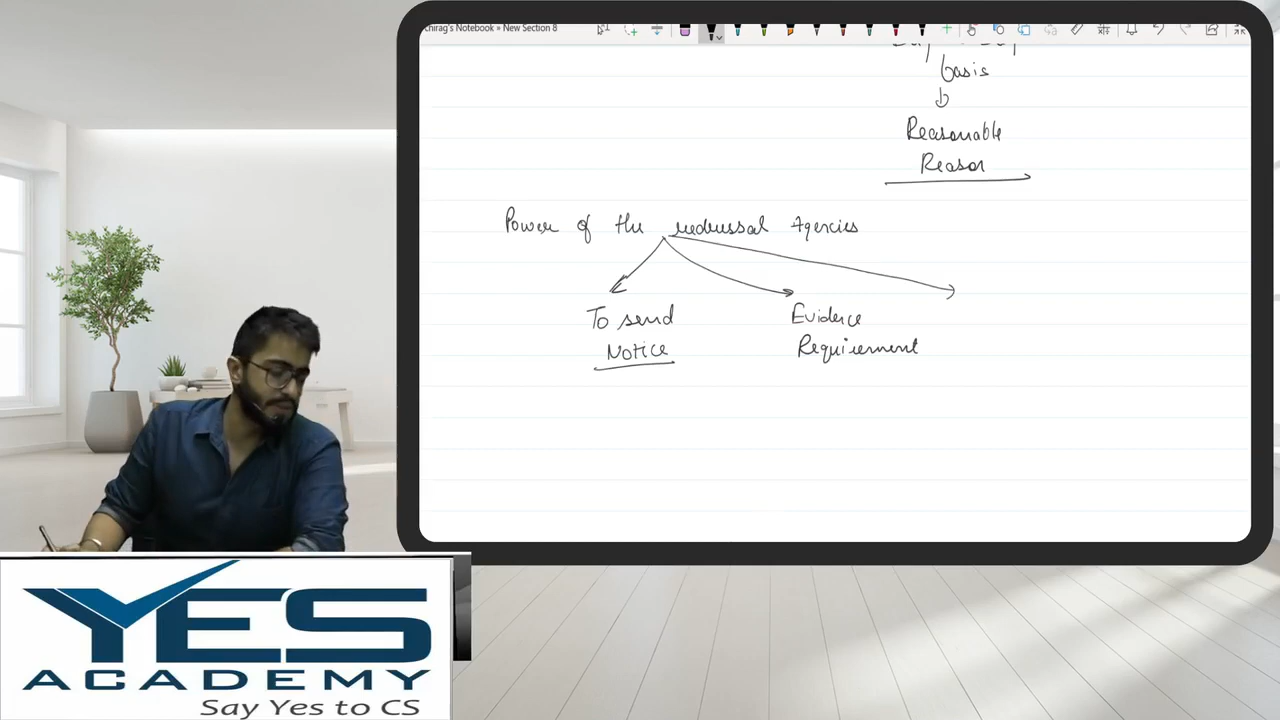 chirag's Notebook » New Section 8
basis
Reasonable
Reason
Power of the redressal Agencies
To send
Notice
Evidence
Requirement
YES
ACADEMY
Say Yes to CS